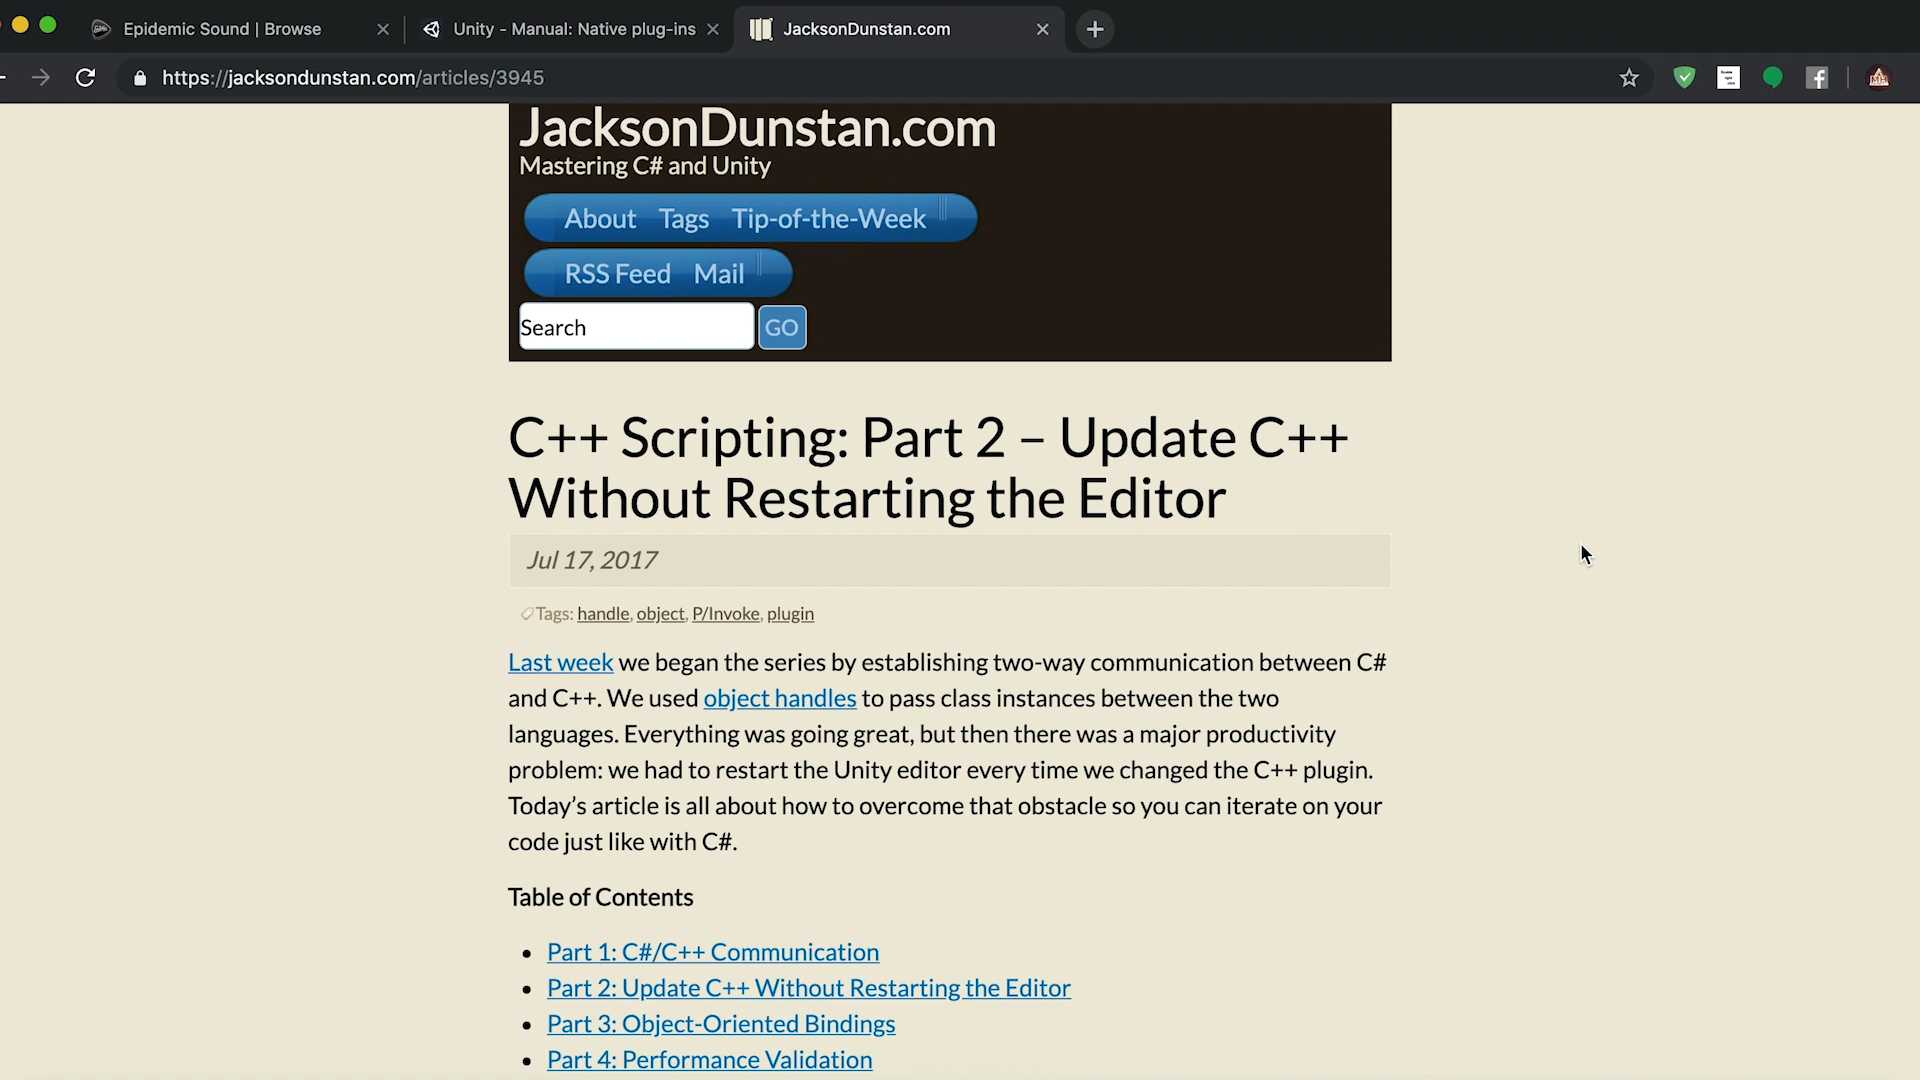 Epidemic Sound | Browse
Unity - Manual: Native plug-ins
JacksonDunstan.com
https://jacksondunstan.com/articles/3945
JacksonDunstan.com
Mastering C# and Unity
About Tags Tip-of-the-Week
RSS Feed Mail
Search GO
C++ Scripting: Part 2 – Update C++
Without Restarting the Editor
Jul 17, 2017
Tags: handle, object, P/Invoke, plugin
Last week we began the series by establishing two-way communication between C#
and C++. We used object handles to pass class instances between the two
languages. Everything was going great, but then there was a major productivity
problem: we had to restart the Unity editor every time we changed the C++ plugin.
Today’s article is all about how to overcome that obstacle so you can iterate on your
code just like with C#.
Table of Contents
• Part 1: C#/C++ Communication
• Part 2: Update C++ Without Restarting the Editor
• Part 3: Object-Oriented Bindings
• Part 4: Performance Validation